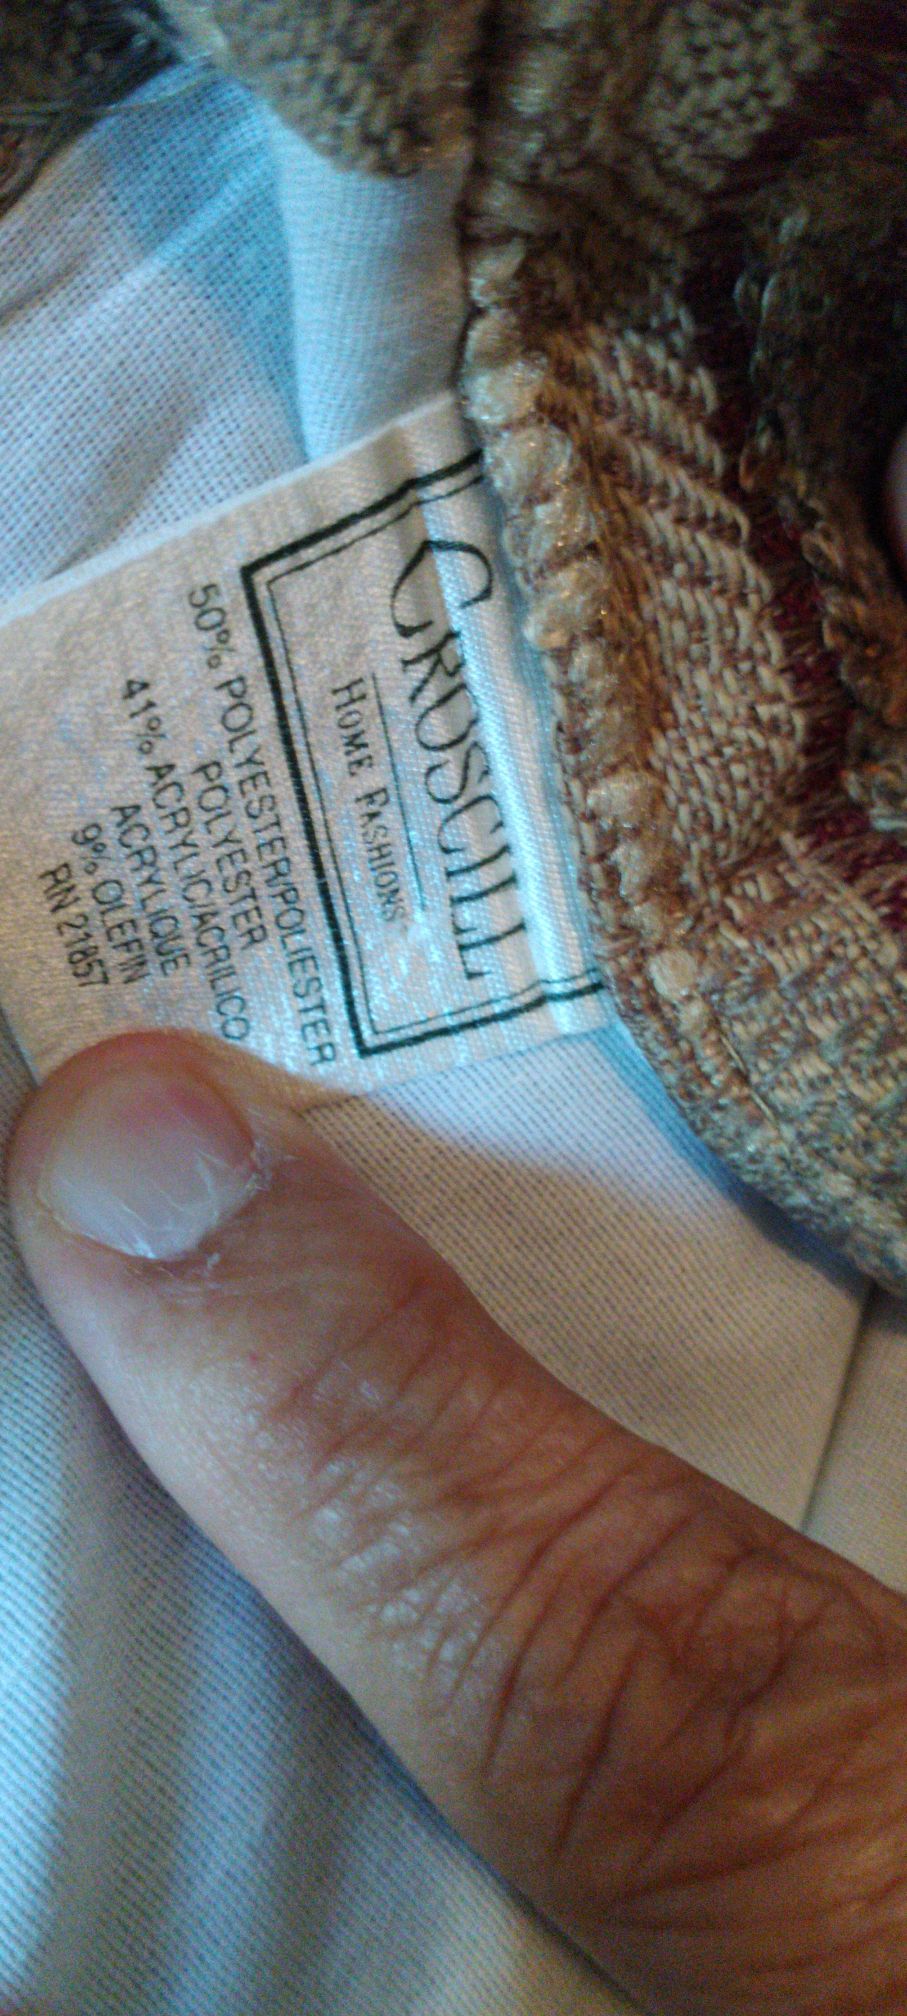 CROSCILL
HOME FASHIONS
50% POLYESTER/POLIESTER
POLYESTER
41% ACRYLIC/ACRILICO
ACRYLIQUE
9% OLEFIN
RN 21857